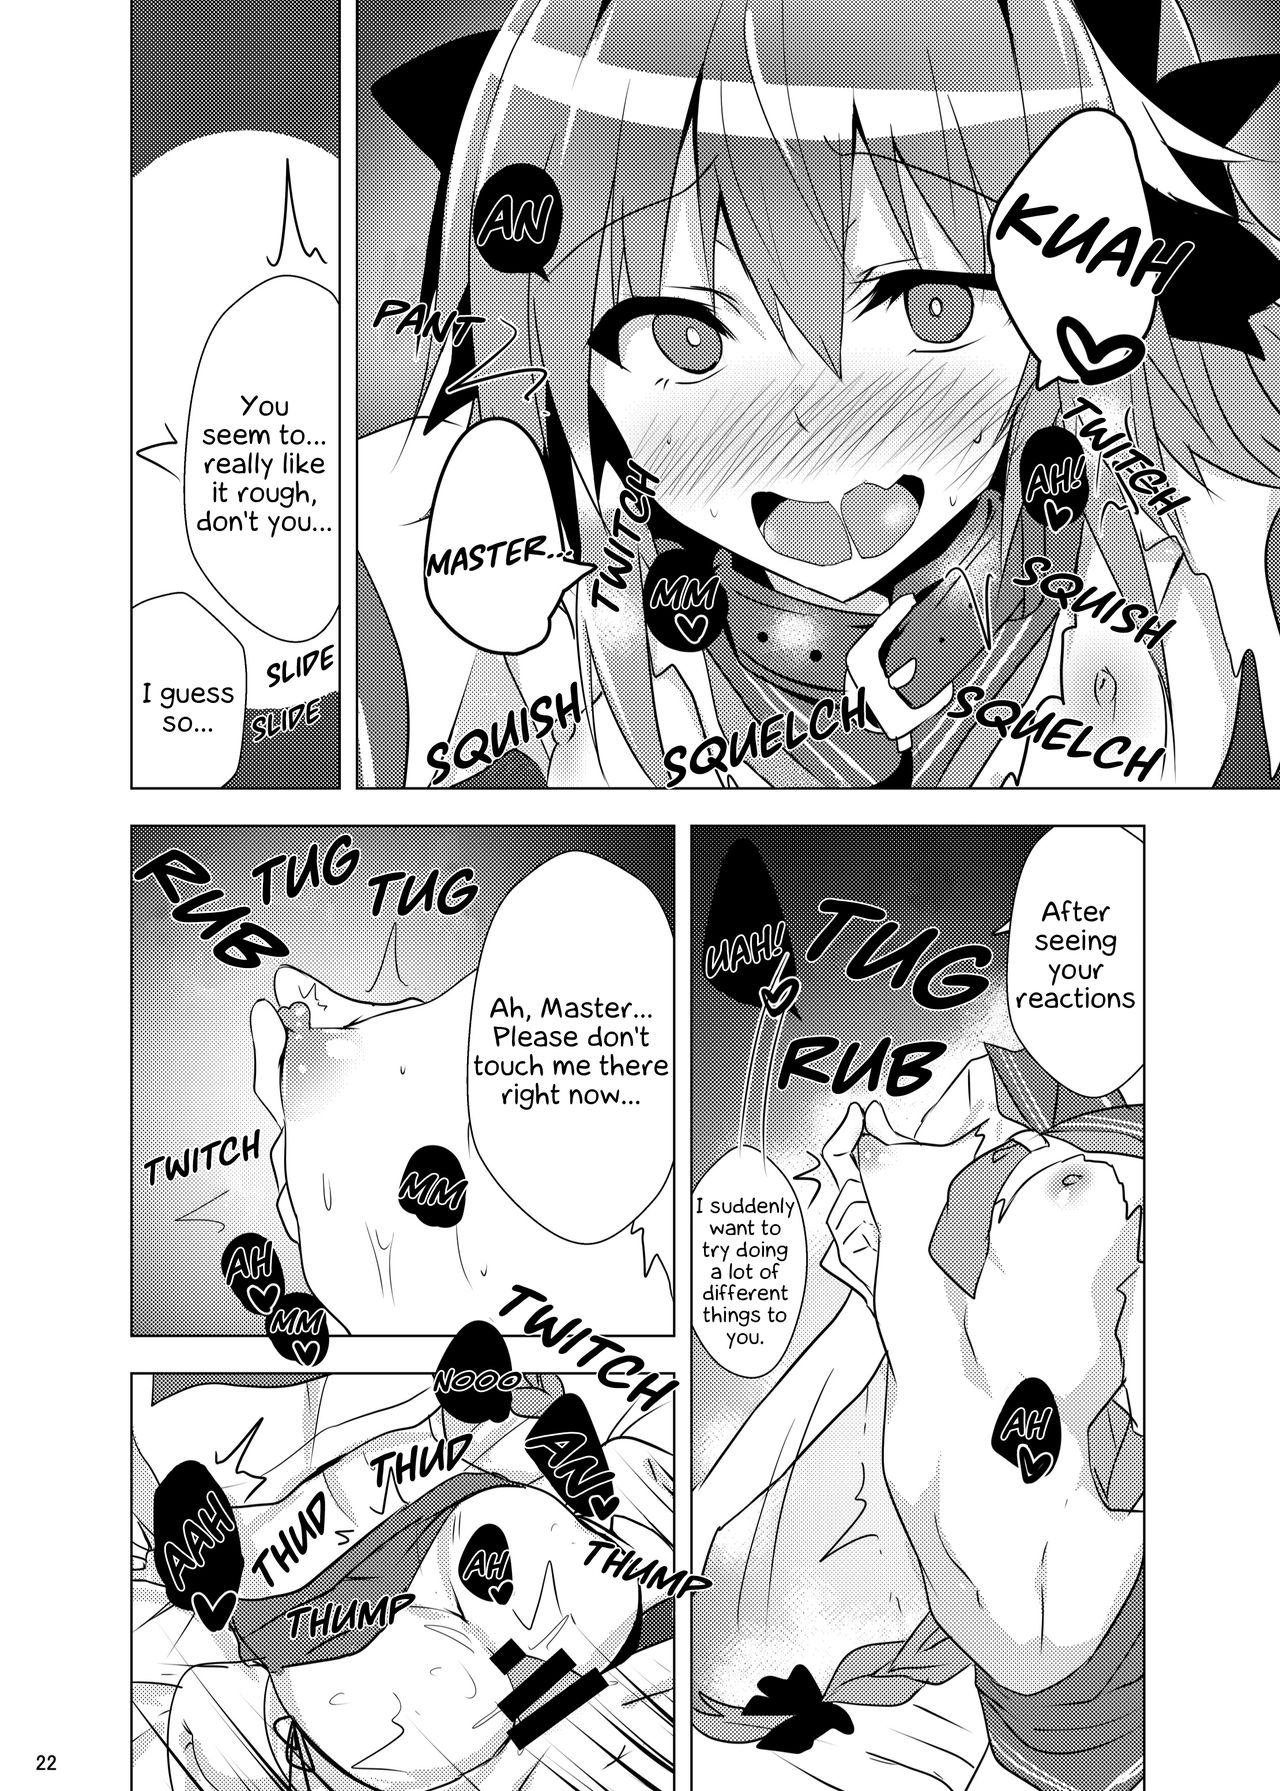 KUAH
AN
PANT
TWITCH
AH!
MASTER...
TWITCH
MM
SQUISH
SQUISH
SQUELCH
SQUELCH
You
seem to...
really like
it rough,
don't you...
I guess
so...
SLIDE
SLIDE
After
seeing
your
reactions
UAH!
TUG
RUB
I suddenly
want to
try doing
a lot of
different
things to
you.
AH
TUG
TUG
RUB
Ah, Master...
Please don't
touch me there
right now...
TWITCH
MM
AH
MM
TWITCH
NOOO
AN
THUD
THUD
AAH
AH
THUMP
THUMP
22